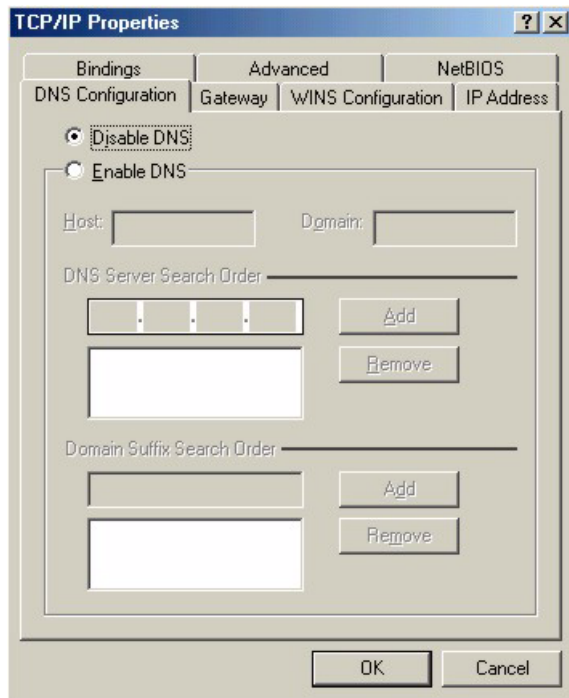 TCP/IP Properties
Bindings Advanced NetBIOS
DNS Configuration Gateway WINS Configuration IP Address
Disable DNS
Enable DNS
Host: Domain:
DNS Server Search Order
. . . Add
Remove
Domain Suffix Search Order
Add
Remove
OK Cancel